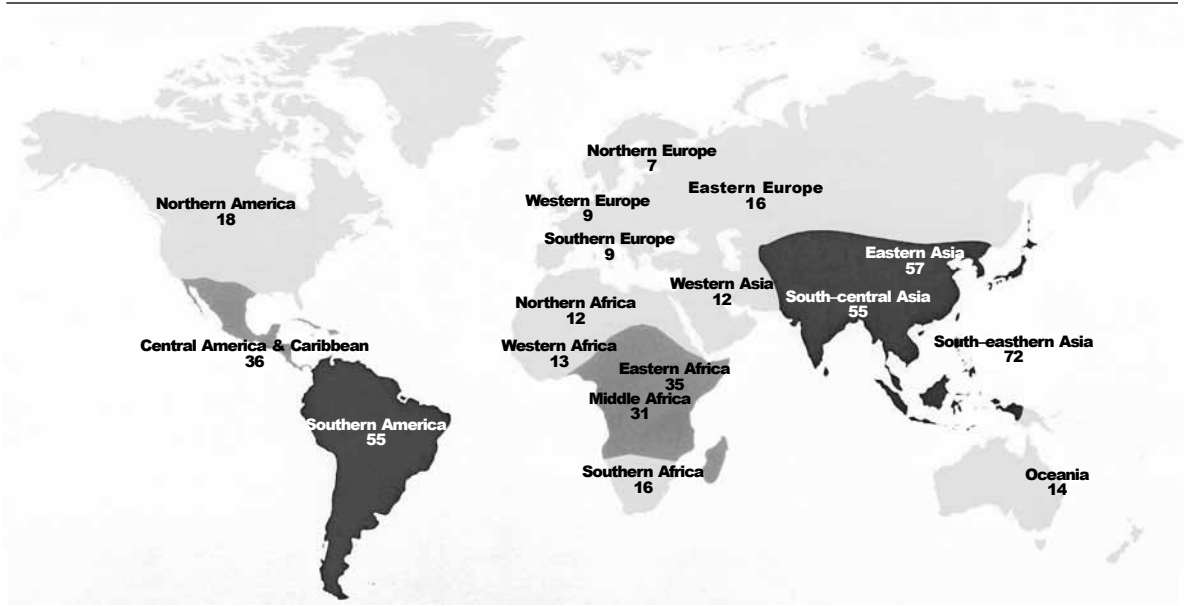 Northern Europe
7
Eastern Europe
16
Western Europe
9
Northern America
18
Southern Europe
9
Eastern Asia
57
Western Asia
12
South-central Asia
55
Northern Africa
12
Central America & Caribbean
36
Western Africa
13
South-easthern Asia
72
Eastern Africa
35
Middle Africa
31
Southern America
55
Southern Africa
16
Oceania
14